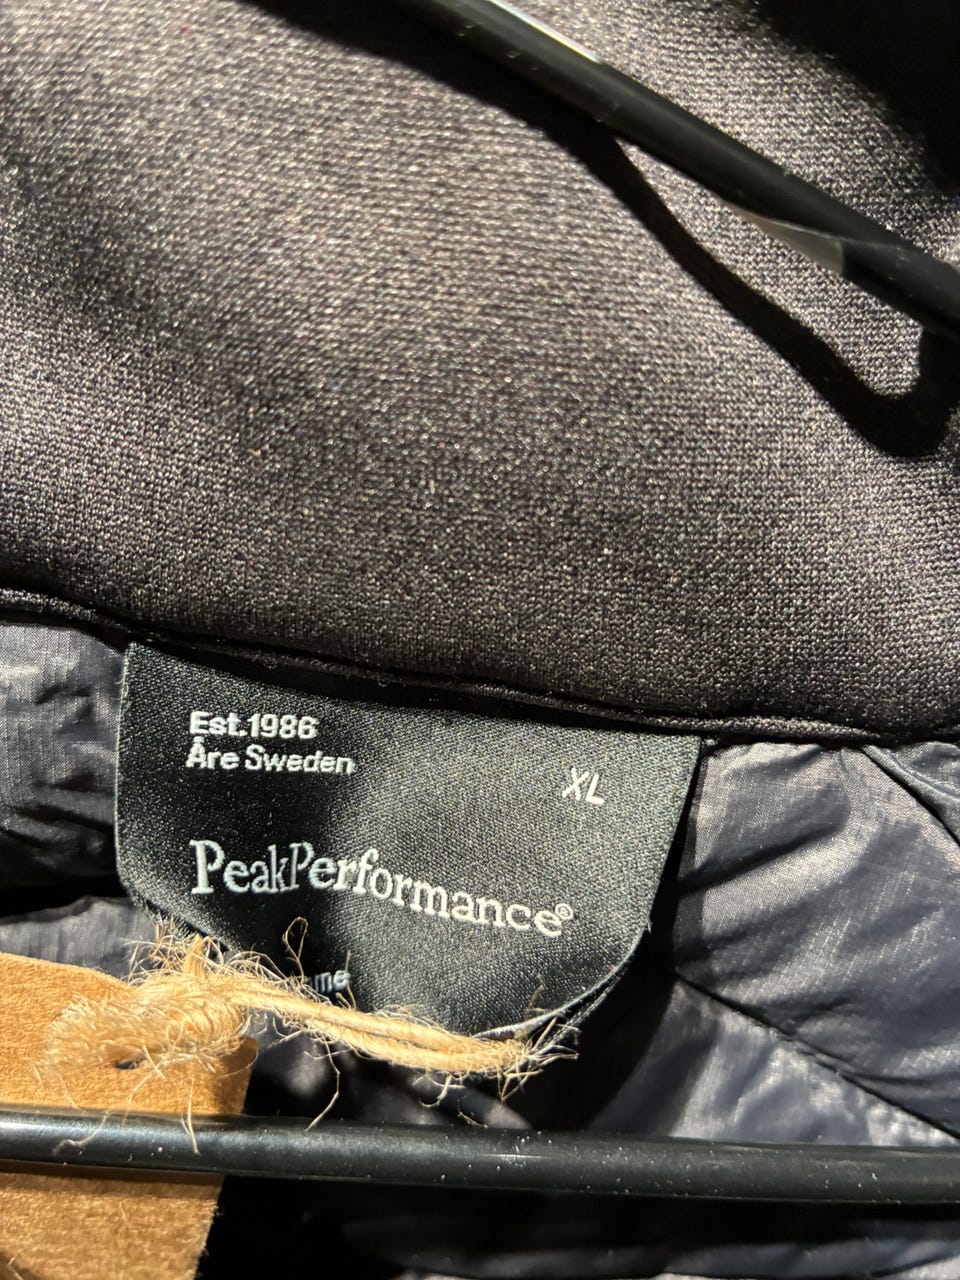 Est.1986
Åre Sweden
XL
PeakPerformance®